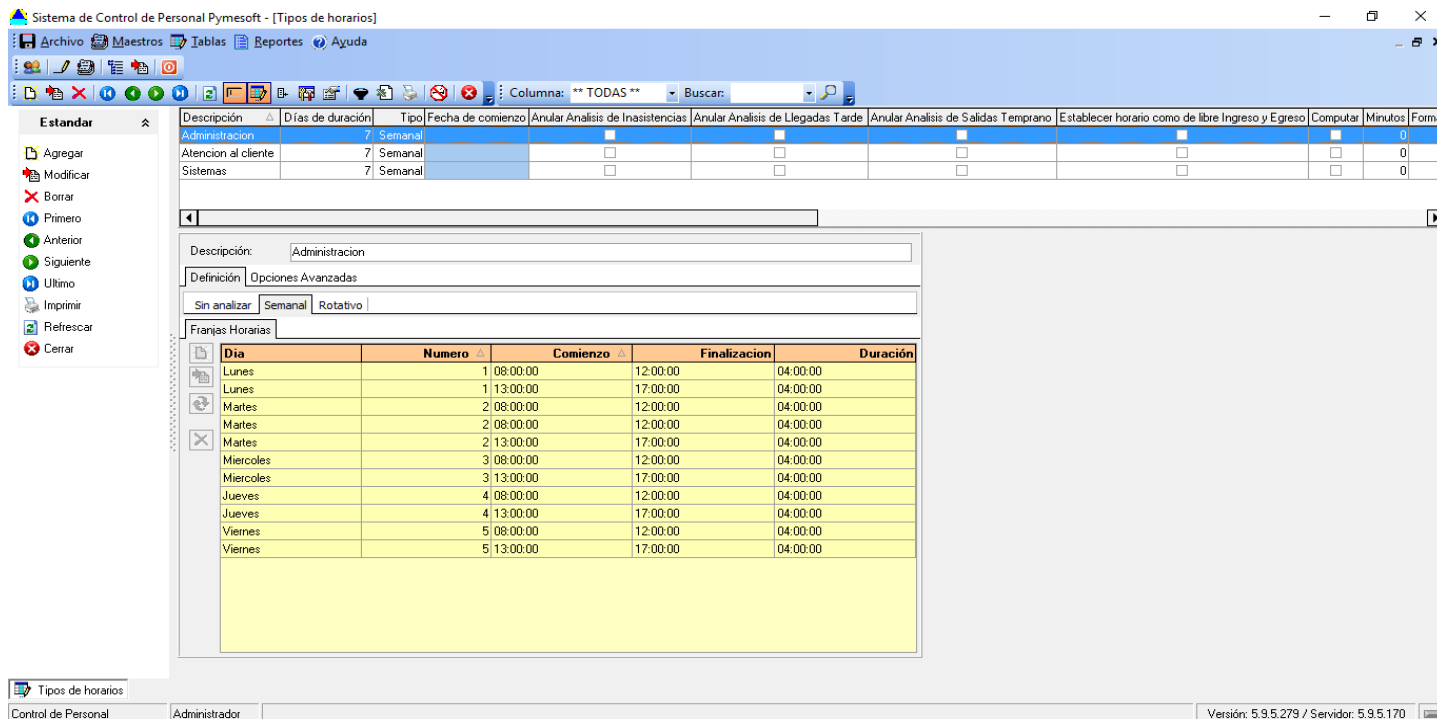 Sistema de Control de Personal Pymesoft - [Tipos de horarios]
Archivo Maestros Tablas Reportes Ayuda
Columna: ** TODAS ** Buscar:
Estandar
Agregar
Modificar
Borrar
Primero
Anterior
Siguiente
Ultimo
Imprimir
Refrescar
Cerrar
Descripción Días de duración Tipo Fecha de comienzo Anular Analisis de Inasistencias Anular Analisis de Llegadas Tarde Anular Analisis de Salidas Temprano Establecer horario como de libre Ingreso y Egreso Computar Minutos Form
Administracion 7 Semanal 0
Atencion al cliente 7 Semanal 0
Sistemas 7 Semanal 0
Descripción: Administracion
Definición Opciones Avanzadas
Sin analizar Semanal Rotativo
Franjas Horarias
Dia Numero Comienzo Finalizacion Duración
Lunes 1 08:00:00 12:00:00 04:00:00
Lunes 1 13:00:00 17:00:00 04:00:00
Martes 2 08:00:00 12:00:00 04:00:00
Martes 2 08:00:00 12:00:00 04:00:00
Martes 2 13:00:00 17:00:00 04:00:00
Miercoles 3 08:00:00 12:00:00 04:00:00
Miercoles 3 13:00:00 17:00:00 04:00:00
Jueves 4 08:00:00 12:00:00 04:00:00
Jueves 4 13:00:00 17:00:00 04:00:00
Viernes 5 08:00:00 12:00:00 04:00:00
Viernes 5 13:00:00 17:00:00 04:00:00
Tipos de horarios
Control de Personal Administrador Versión: 5.9.5.279 / Servidor: 5.9.5.170